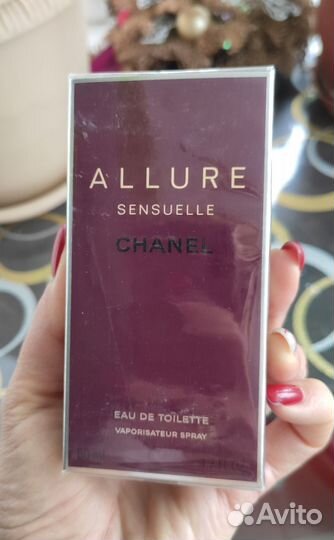 ALLURE
SENSUELLE
CHANEL
EAU DE TOILETTE
VAPORISATEUR SPRAY
Avito